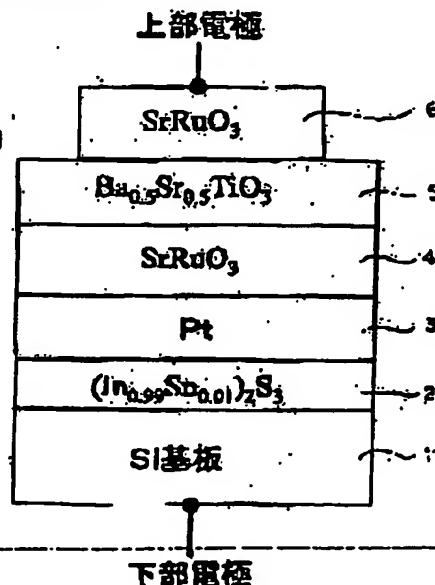 上部電極
SrRuO₃ 6
Ba₀.₅Sr₀.₅TiO₃ 5
SrRuO₃ 4
Pt 3
(In₀.₉₉Sn₀.₀₁)₂S₃ 2
Si基板 1
下部電極